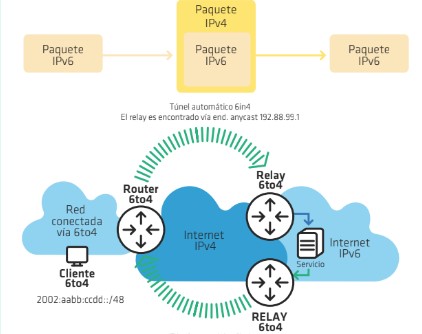 Paquete
IPv4
Paquete
IPv6
Paquete
IPv6
Paquete
IPv6
Túnel automático 6in4
El relay es encontrado vía end. anycast 192.88.99.1
Router
6to4
Relay
6to4
Red
conectada
vía 6to4
Internet
IPv4
Internet
IPv6
Servicio
Cliente
6to4
2002:aabb:ccdd::/48
RELAY
6to4